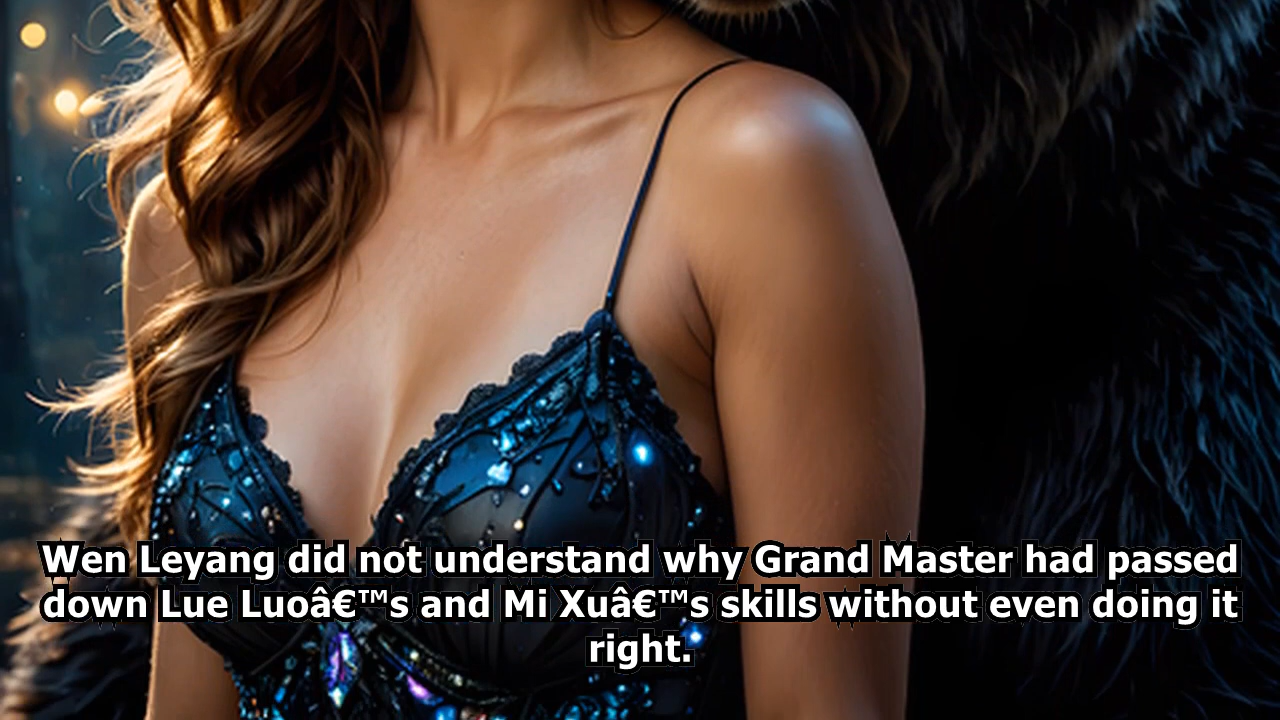 Wen Leyang did not understand why Grand Master had passed
down Lue Luoâ€™s and Mi Xuâ€™s skills without even doing it
right.